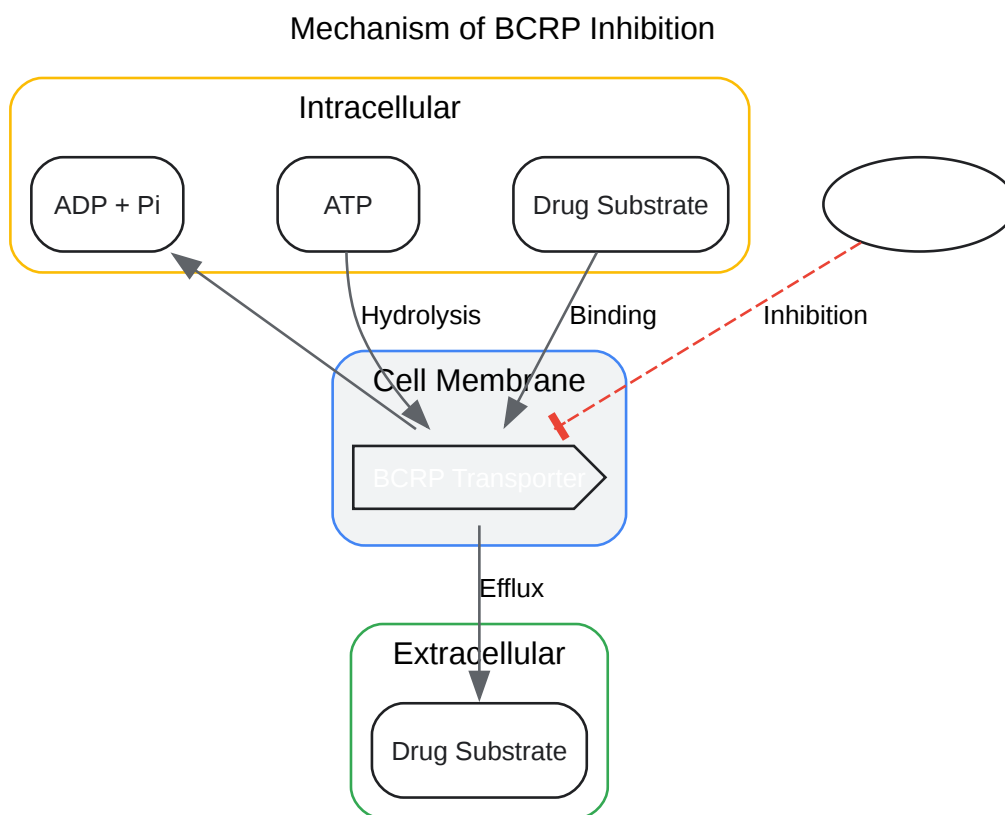 Mechanism of BCRP Inhibition
Intracellular
ADP + Pi
ATP
Drug Substrate
Hydrolysis
Binding
Inhibition
Cell Membrane
BCRP Transporter
Efflux
Extracellular
Drug Substrate